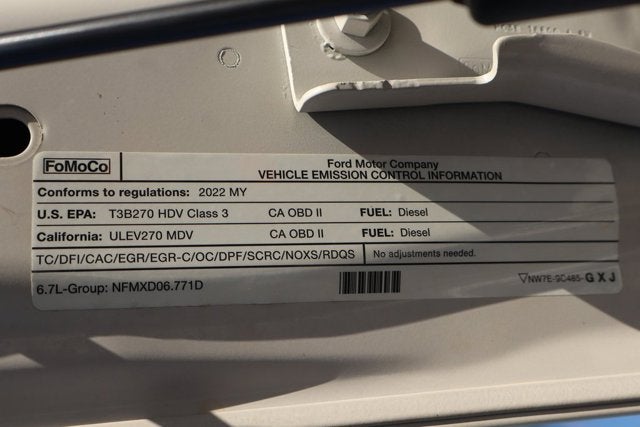 FoMoCo
Ford Motor Company
VEHICLE EMISSION CONTROL INFORMATION
Conforms to regulations: 2022 MY
U.S. EPA: T3B270 HDV Class 3 CA OBD II FUEL: Diesel
California: ULEV270 MDV CA OBD II FUEL: Diesel
TC/DFI/CAC/EGR/EGR-C/OC/DPF/SCRC/NOXS/RDQS No adjustments needed.
6.7L-Group: NFMXD06.771D NW7E-9C485-GXJ